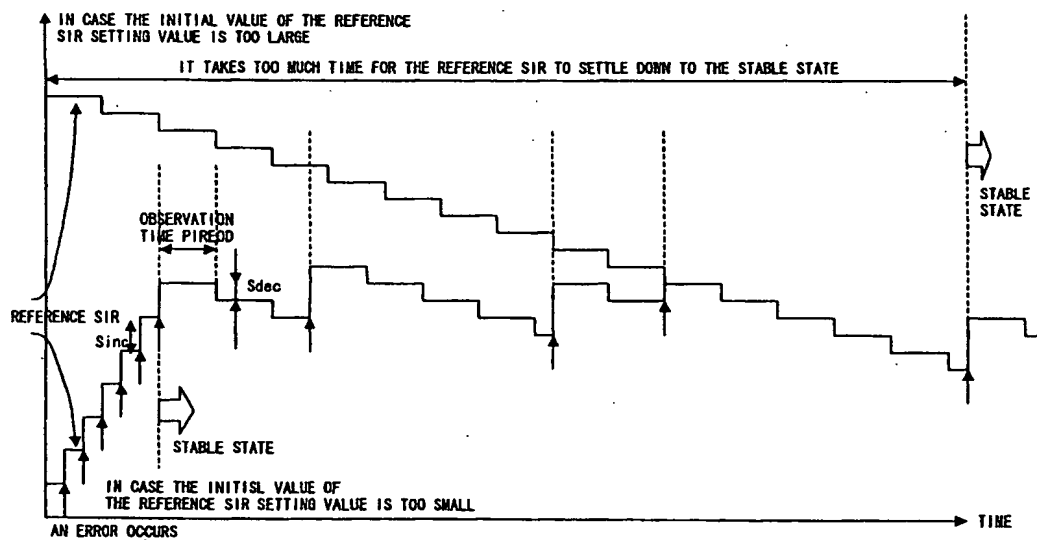 IN CASE THE INITIAL VALUE OF THE REFERENCE
SIR SETTING VALUE IS TOO LARGE
IT TAKES TOO MUCH TIME FOR THE REFERENCE SIR TO SETTLE DOWN TO THE STABLE STATE
STABLE
STATE
OBSERVATION
TIME PIREOD
Sdec
REFERENCE SIR
Sinc
STABLE STATE
IN CASE THE INITISL VALUE OF
THE REFERENCE SIR SETTING VALUE IS TOO SMALL
TIME
AN ERROR OCCURS